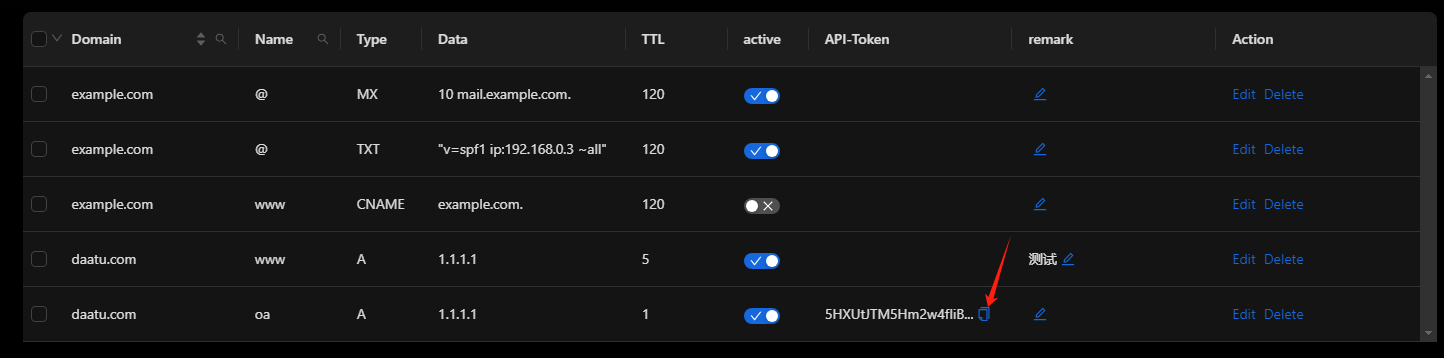 Domain Name Type Data TTL active API-Token remark Action
example.com @ MX 10 mail.example.com. 120 Edit Delete
example.com @ TXT "v=spf1 ip:192.168.0.3 ~all" 120 Edit Delete
example.com www CNAME example.com. 120 Edit Delete
daatu.com www A 1.1.1.1 5 测试 Edit Delete
daatu.com oa A 1.1.1.1 1 5HXUtJTM5Hm2w4fIiB... Edit Delete